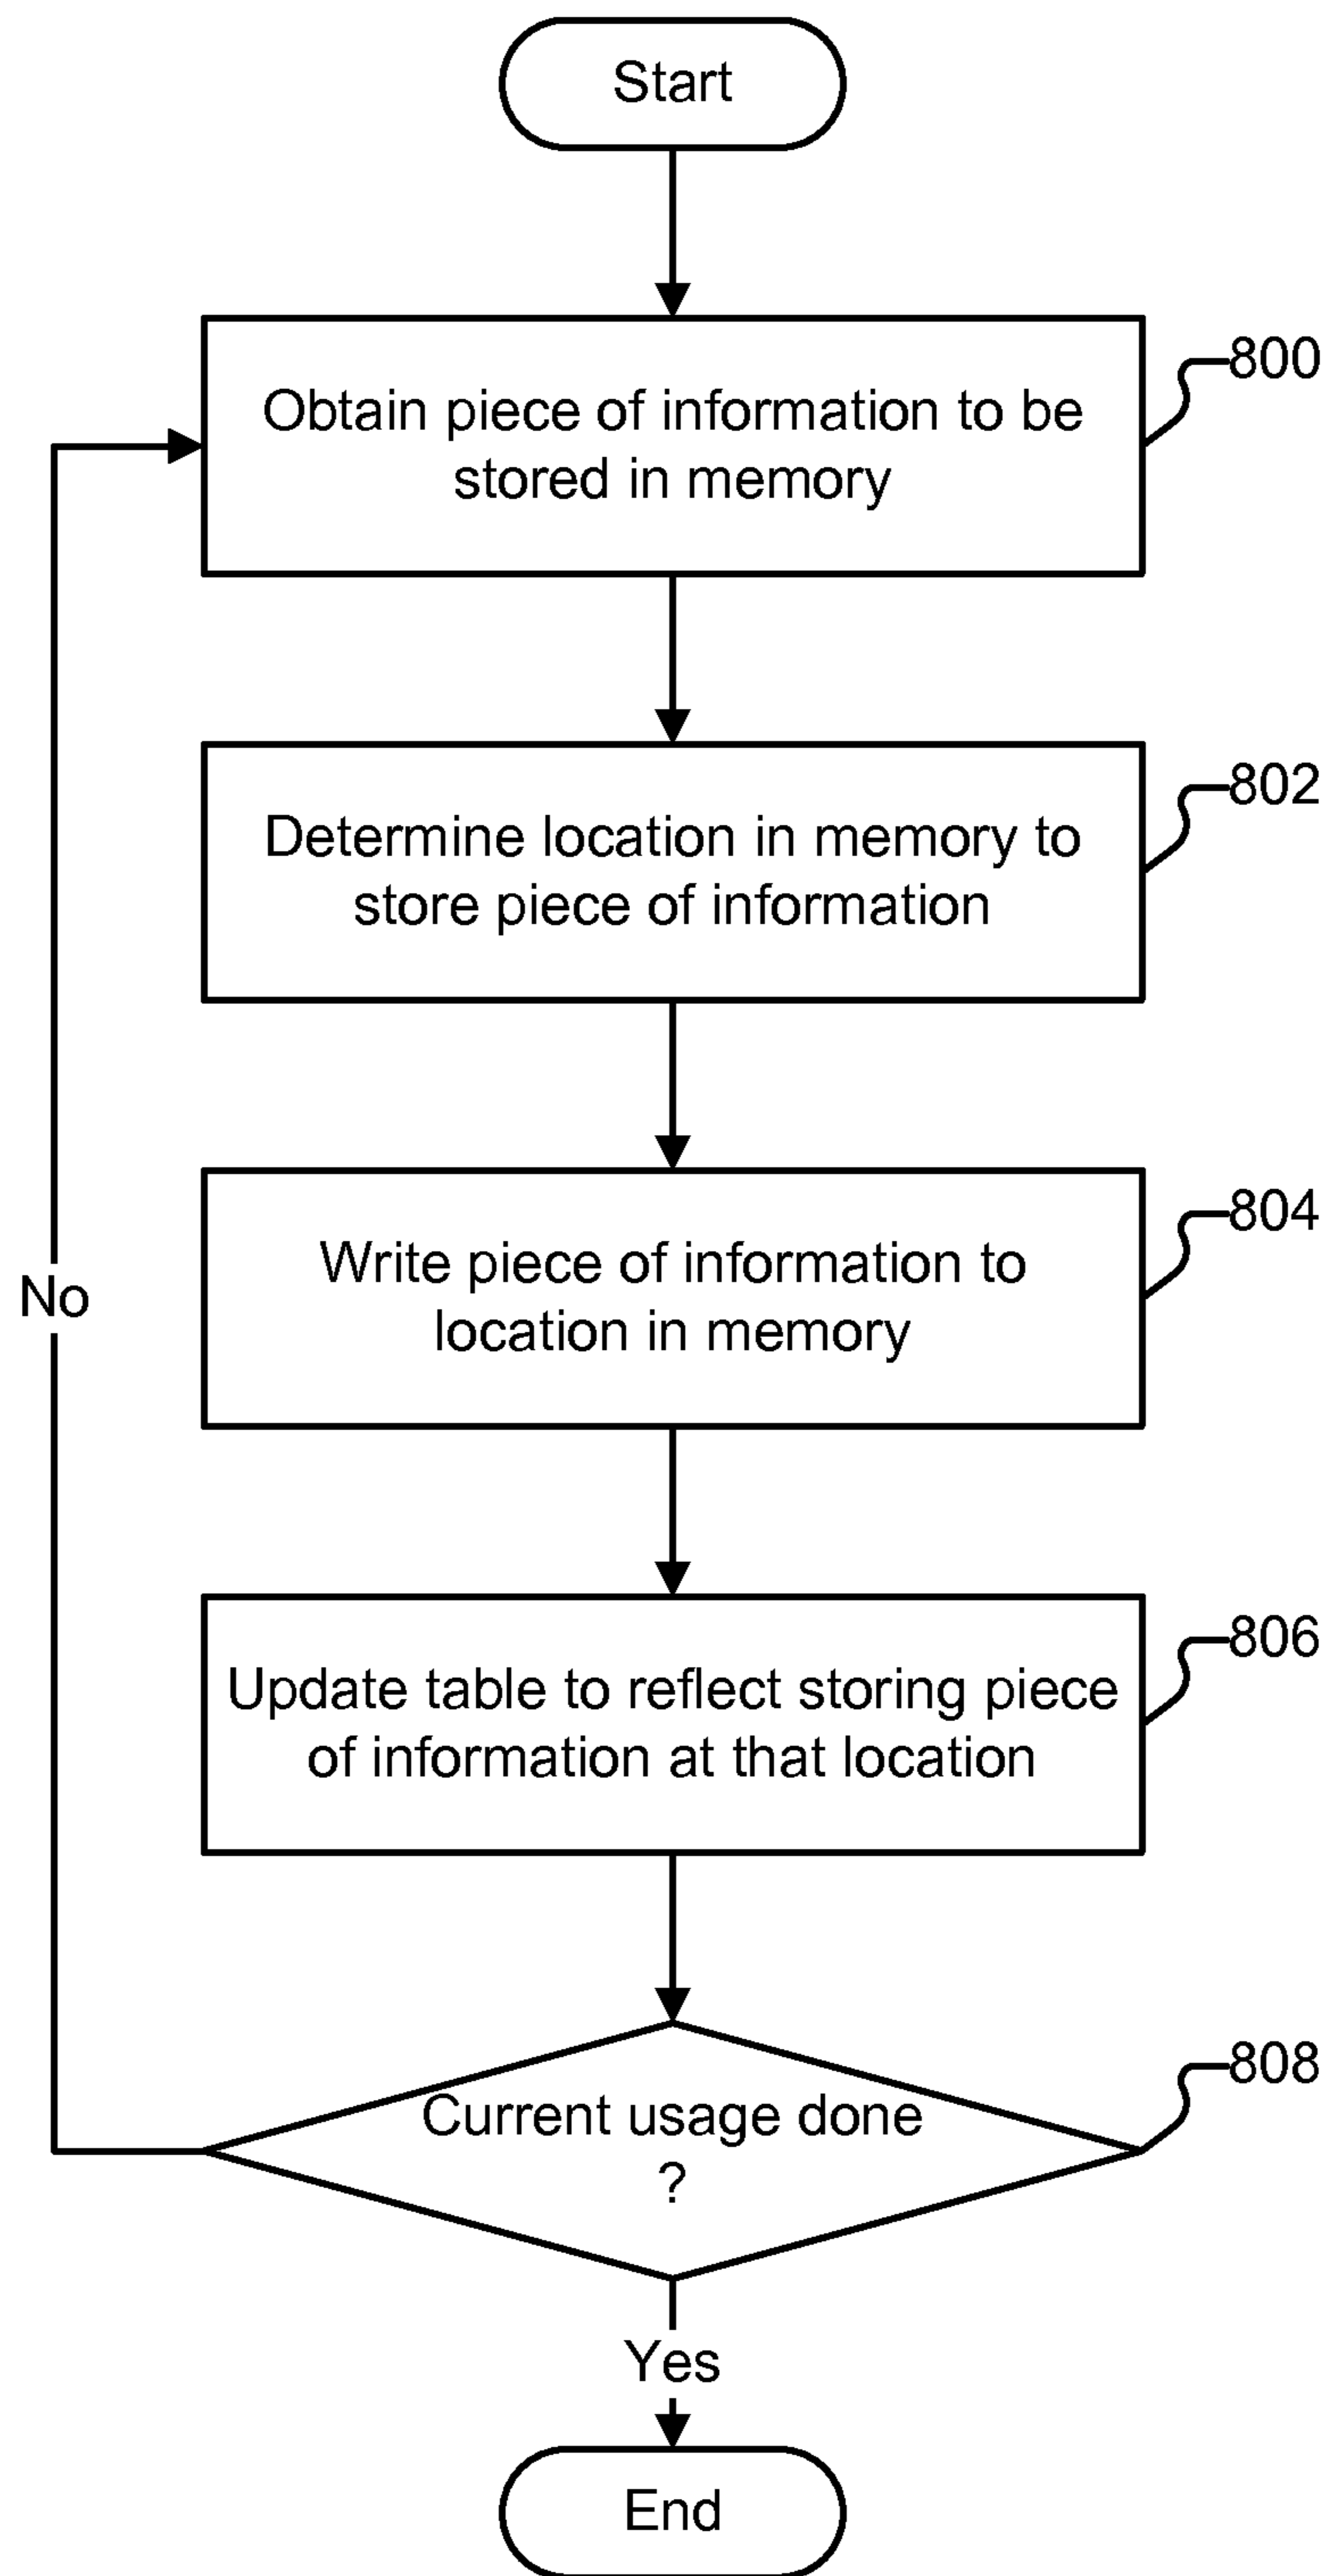 Start
Obtain piece of information to be
stored in memory
800
Determine location in memory to
store piece of information
802
Write piece of information to
location in memory
804
No
Update table to reflect storing piece
of information at that location
806
Current usage done
?
808
Yes
End